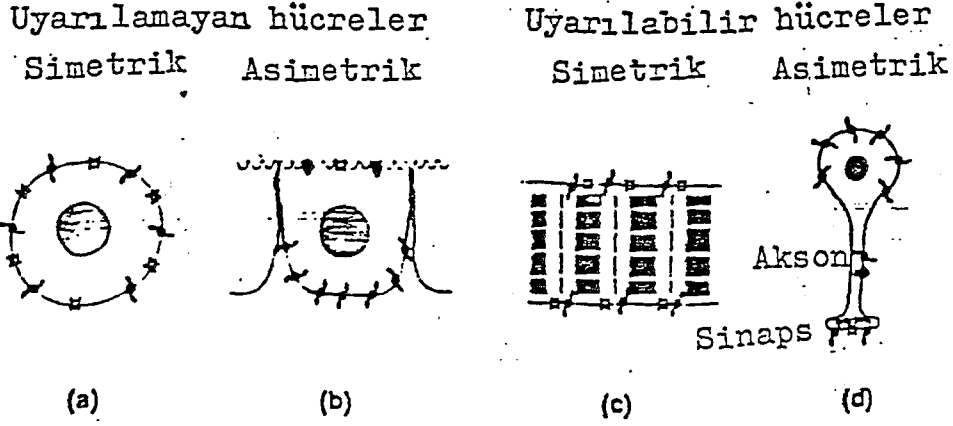 Uyarılamayan hücreler
Uyarılabilir hücreler
Simetrik
Asimetrik
Simetrik
Asimetrik
Akson
Sinaps
(a)
(b)
(c)
(d)